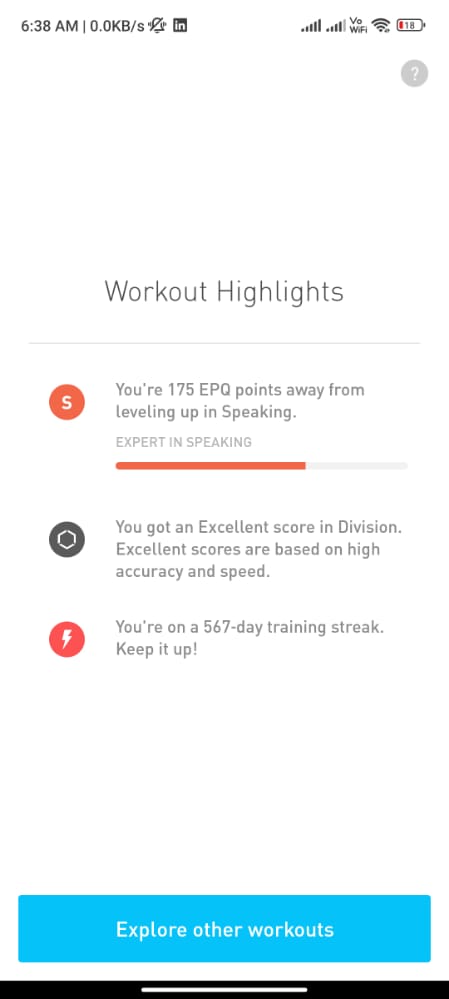 6:38 AM | 0.0KB/s in Vo WiFi 18
?
Workout Highlights
S
You're 175 EPQ points away from
leveling up in Speaking.
EXPERT IN SPEAKING
You got an Excellent score in Division.
Excellent scores are based on high
accuracy and speed.
You're on a 567-day training streak.
Keep it up!
Explore other workouts